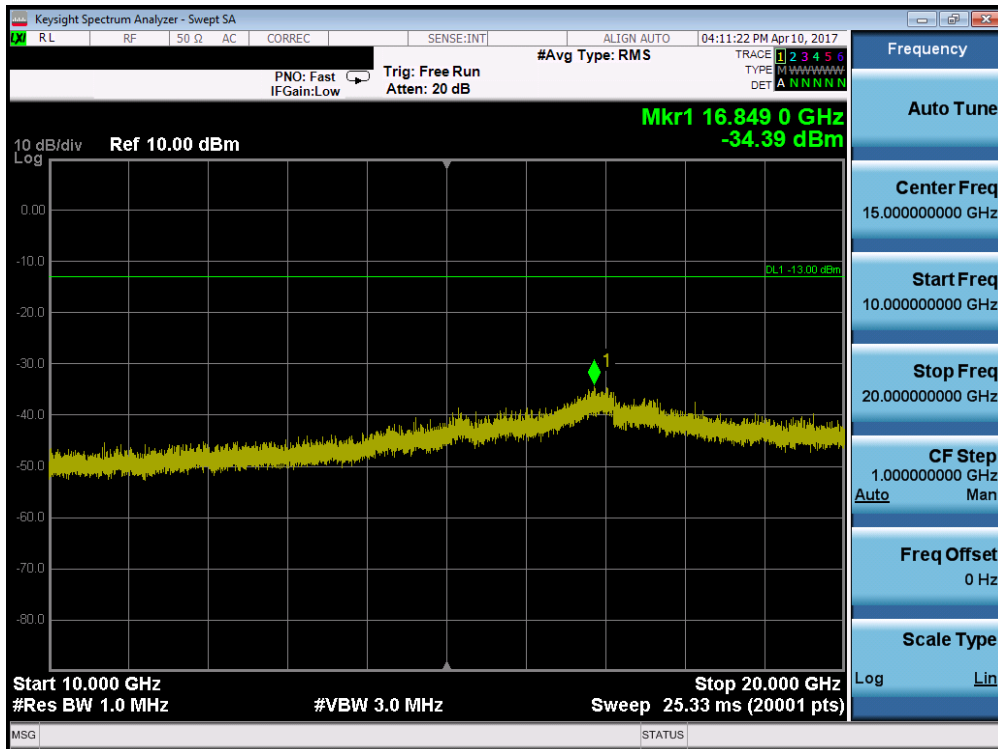 Keysight Spectrum Analyzer - Swept SA
LXI RL RF 50 Ω AC CORREC SENSE:INT ALIGN AUTO 04:11:22 PM Apr 10, 2017
#Avg Type: RMS TRACE 1 2 3 4 5 6
PNO: Fast Trig: Free Run TYPE M WWWWW
IFGain:Low Atten: 20 dB DET A N N N N N
Mkr1 16.849 0 GHz
-34.39 dBm
10 dB/div Ref 10.00 dBm
Log
0.00
-10.0
DL1 -13.00 dBm
-20.0
-30.0
1
-40.0
-50.0
-60.0
-70.0
-80.0
Start 10.000 GHz Stop 20.000 GHz
#Res BW 1.0 MHz #VBW 3.0 MHz Sweep 25.33 ms (20001 pts)
MSG STATUS
Frequency
Auto Tune
Center Freq
15.000000000 GHz
Start Freq
10.000000000 GHz
Stop Freq
20.000000000 GHz
CF Step
1.000000000 GHz
Auto Man
Freq Offset
0 Hz
Scale Type
Log Lin